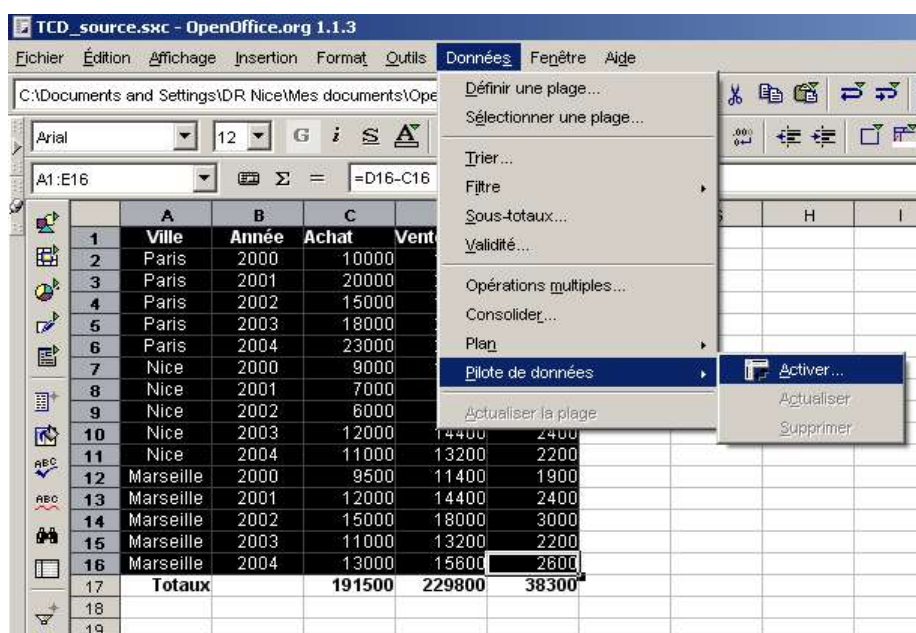 TCD_source.sxc - OpenOffice.org 1.1.3
Fichier Édition Affichage Insertion Format Outils Données Fenêtre Aide
C:\Documents and Settings\DR Nice\Mes documents\Ope
Arial 12 G i S A
A1:E16 Σ = =D16-C16
Définir une plage...
Sélectionner une plage...
Trier...
Filtre
Sous-totaux...
Validité...
Opérations multiples...
Consolider...
Plan
Pilote de données
Actualiser la plage
Activer...
Actualiser
Supprimer
A B C H I
1 Ville Année Achat Vent
2 Paris 2000 10000
3 Paris 2001 20000
4 Paris 2002 15000
5 Paris 2003 18000
6 Paris 2004 23000
7 Nice 2000 9000
8 Nice 2001 7000
9 Nice 2002 6000
10 Nice 2003 12000 14400 2400
11 Nice 2004 11000 13200 2200
12 Marseille 2000 9500 11400 1900
13 Marseille 2001 12000 14400 2400
14 Marseille 2002 15000 18000 3000
15 Marseille 2003 11000 13200 2200
16 Marseille 2004 13000 15600 2600
17 Totaux 191500 229800 38300
18
19
ABC
ABC